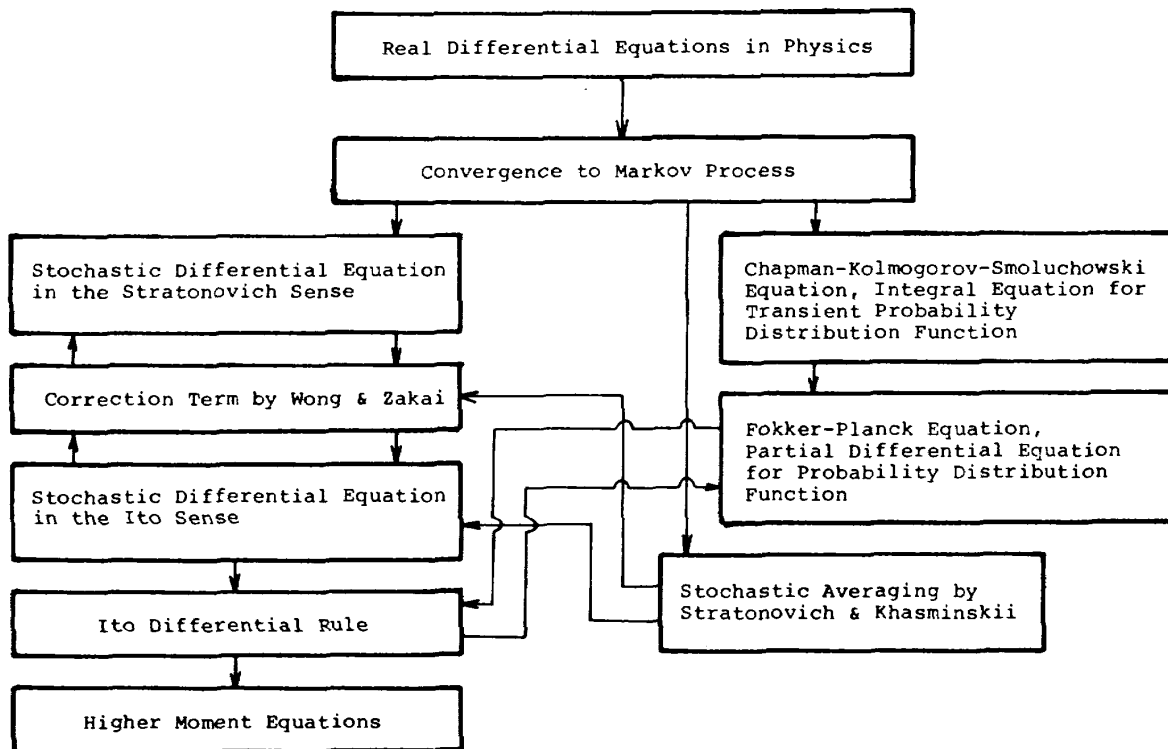 Real Differential Equations in Physics
Convergence to Markov Process
Stochastic Differential Equation
in the Stratonovich Sense
Chapman-Kolmogorov-Smoluchowski
Equation, Integral Equation for
Transient Probability
Distribution Function
Correction Term by Wong & Zakai
Fokker-Planck Equation,
Partial Differential Equation
for Probability Distribution
Function
Stochastic Differential Equation
in the Ito Sense
Stochastic Averaging by
Stratonovich & Khasminskii
Ito Differential Rule
Higher Moment Equations